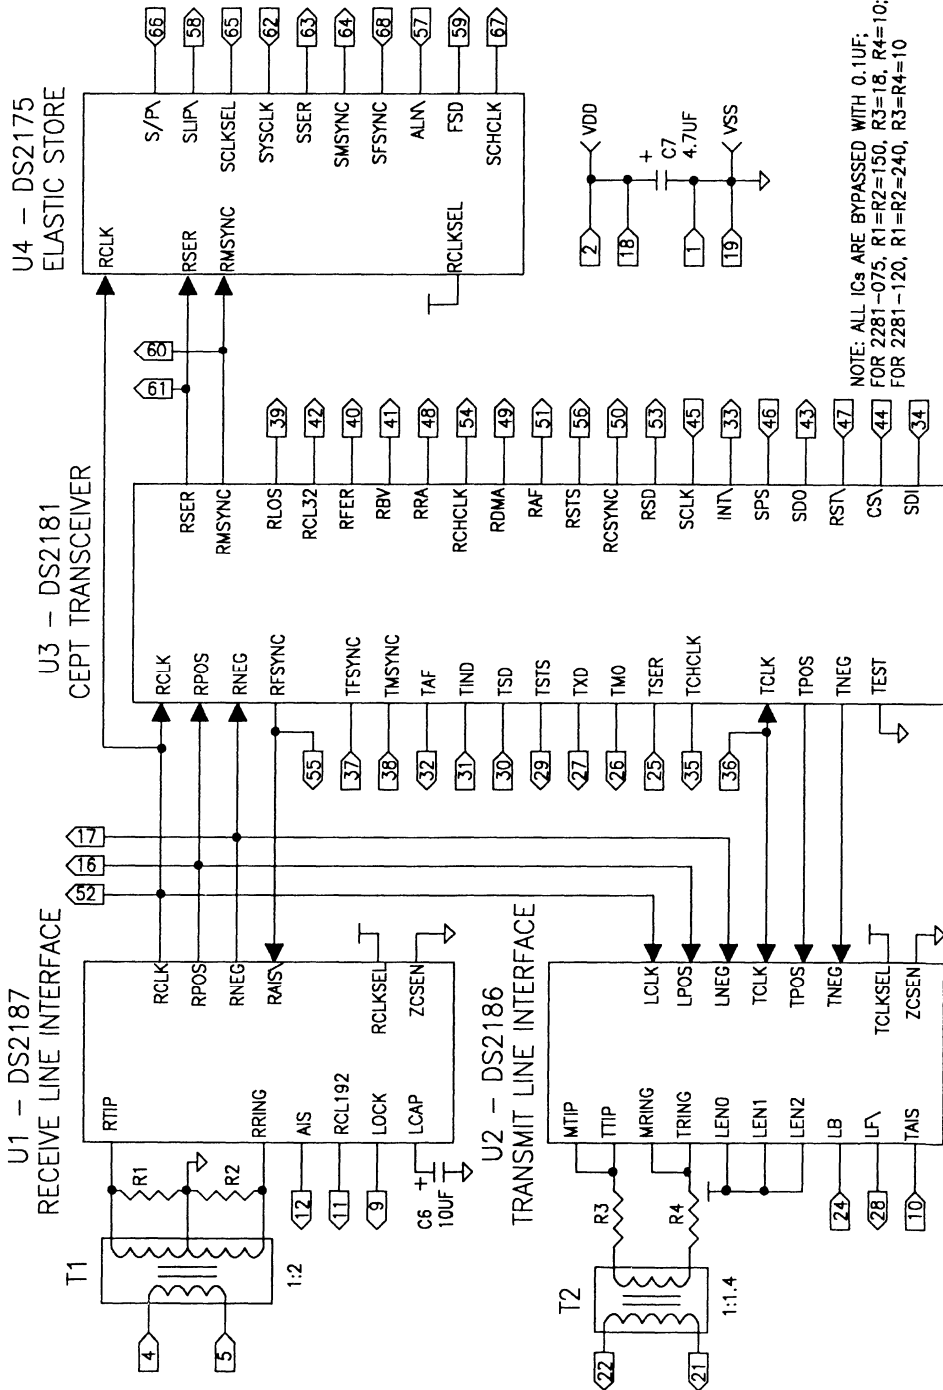 U4 – DS2175
ELASTIC STORE
RCLK
RSER
RMSYNC
RCLKSEL
S/P\
SLIP\
SCLKSEL
SYSCLK
SSER
SMSYNC
SFSYNC
ALN\
FSD
SCHCLK
66
58
65
62
63
64
68
57
59
67
60
61
2
18
1
19
VDD
+
C7
4.7UF
VSS
NOTE: ALL ICs ARE BYPASSED WITH 0.1UF;
FOR 2281-075, R1=R2=150, R3=18, R4=10;
FOR 2281-120, R1=R2=240, R3=R4=10
U3 – DS2181
CEPT TRANSCEIVER
RCLK
RPOS
RNEG
RFSYNC
TFSYNC
TMSYNC
TAF
TIND
TSD
TSTS
TXD
TMO
TSER
TCHCLK
TCLK
TPOS
TNEG
TEST
55
37
38
32
31
30
29
27
26
25
35
36
RSER
RMSYNC
RLOS
RCL32
RFER
RBV
RRA
RCHCLK
RDMA
RAF
RSTS
RCSYNC
RSD
SCLK
INT\
SPS
SDO
RST\
CS\
SDI
39
42
40
41
48
54
49
51
56
50
53
45
33
46
43
47
44
34
17
16
52
U1 – DS2187
RECEIVE LINE INTERFACE
RTIP
RRING
AIS
RCL192
LOCK
LCAP
RCLK
RPOS
RNEG
RAIS\
RCLKSEL
ZCSEN
R1
R2
12
11
9
+
C6
10UF
T1
1:2
4
5
U2 – DS2186
TRANSMIT LINE INTERFACE
MTIP
TTIP
MRING
TRING
LEN0
LEN1
LEN2
LB
LF\
TAIS
LCLK
LPOS
LNEG
TCLK
TPOS
TNEG
TCLKSEL
ZCSEN
R3
R4
24
28
10
T2
1:1.4
22
21